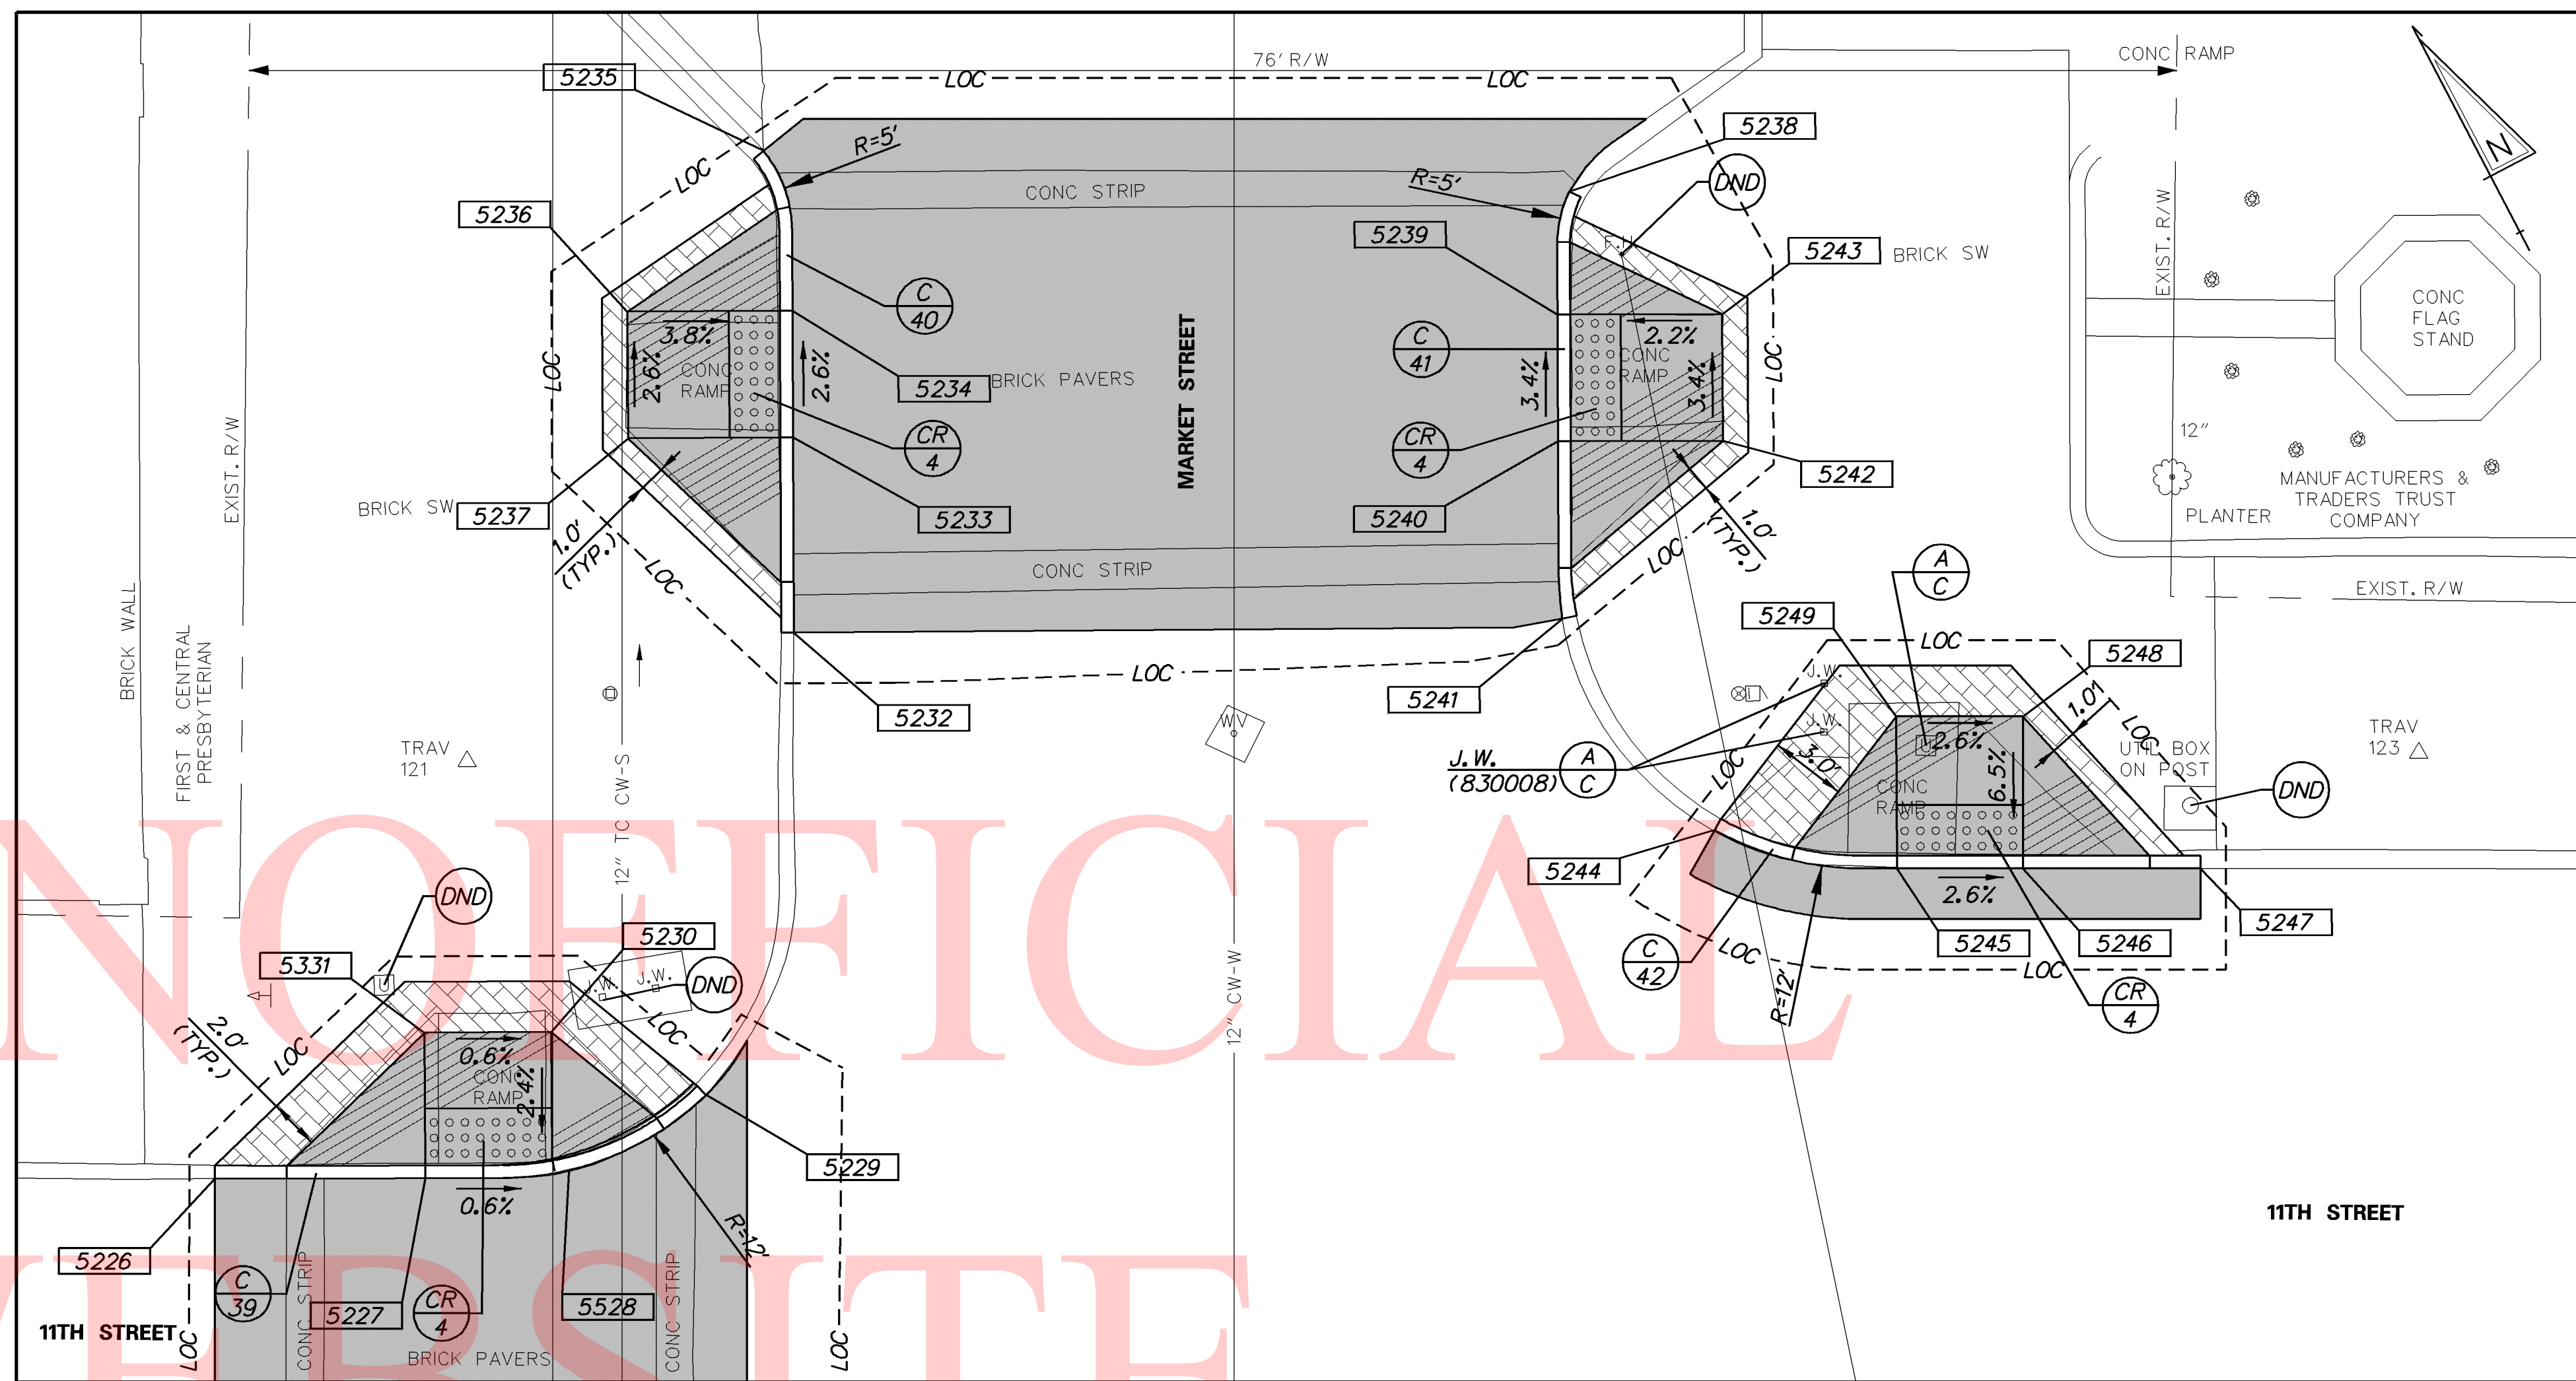 76' R/W
CONC RAMP
5235
LOC
LOC
5238
R=5'
LOC
R=5'
DND
N
CONC STRIP
5236
5239
F.H.
5243
BRICK SW
EXIST. R/W
C
40
CONC
FLAG
STAND
3.8%
2.6%
CONC
RAMP
2.6%
5234
BRICK PAVERS
MARKET STREET
C
41
2.2%
CONC
RAMP
3.4%
3.4%
LOC
LOC
CR
4
CR
4
12"
EXIST. R/W
5242
MANUFACTURERS &
TRADERS TRUST
COMPANY
PLANTER
BRICK SW
5237
5233
5240
1.0'
(TYP.)
1.0'
(TYP.)
LOC
CONC STRIP
LOC
A
C
EXIST. R/W
BRICK WALL
FIRST & CENTRAL
PRESBYTERIAN
5249
LOC
5248
LOC
5241
5232
J.W.
J.W.
1.01
LOC
WV
TRAV
121
TRAV
123
UTIL BOX
ON POST
J.W.
(830008)
A
C
LOC
3.0'
U
2.6%
6.5%
CONC
RAMP
DND
12" TC CW-S
5244
2.6%
5247
DND
5230
5245
5246
C
42
LOC
LOC
5331
U
J.W.
J.W.
DND
12" CW-W
R=12'
CR
4
2.0'
(TYP.)
LOC
LOC
0.6%
CONC
RAMP
2.4%
5229
0.6%
R=12'
11TH STREET
5226
C
39
CONC STRIP
5227
CR
4
5528
CONC STRIP
11TH STREET
LOC
BRICK PAVERS
LOC
NOFFICIAL
VERSITE